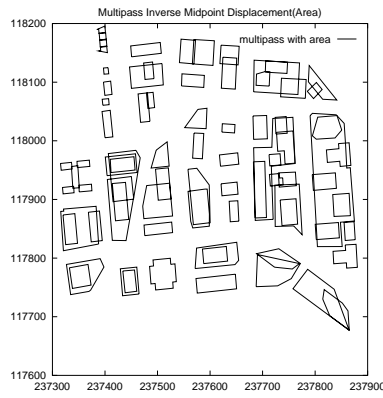 Multipass Inverse Midpoint Displacement(Area)
multipass with area
118200
118100
118000
117900
117800
117700
117600
237300 237400 237500 237600 237700 237800 237900